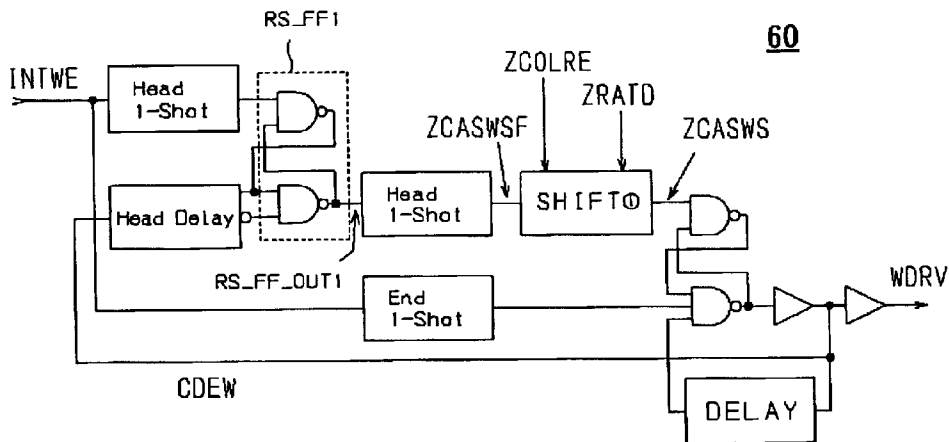 RS_FF1
60
INTWE
Head
1-Shot
ZCOLRE
ZRATD
ZCASWSF
ZCASWS
Head Delay
Head
1-Shot
SHIFT①
RS_FF_OUT1
End
1-Shot
WDRV
CDEW
DELAY